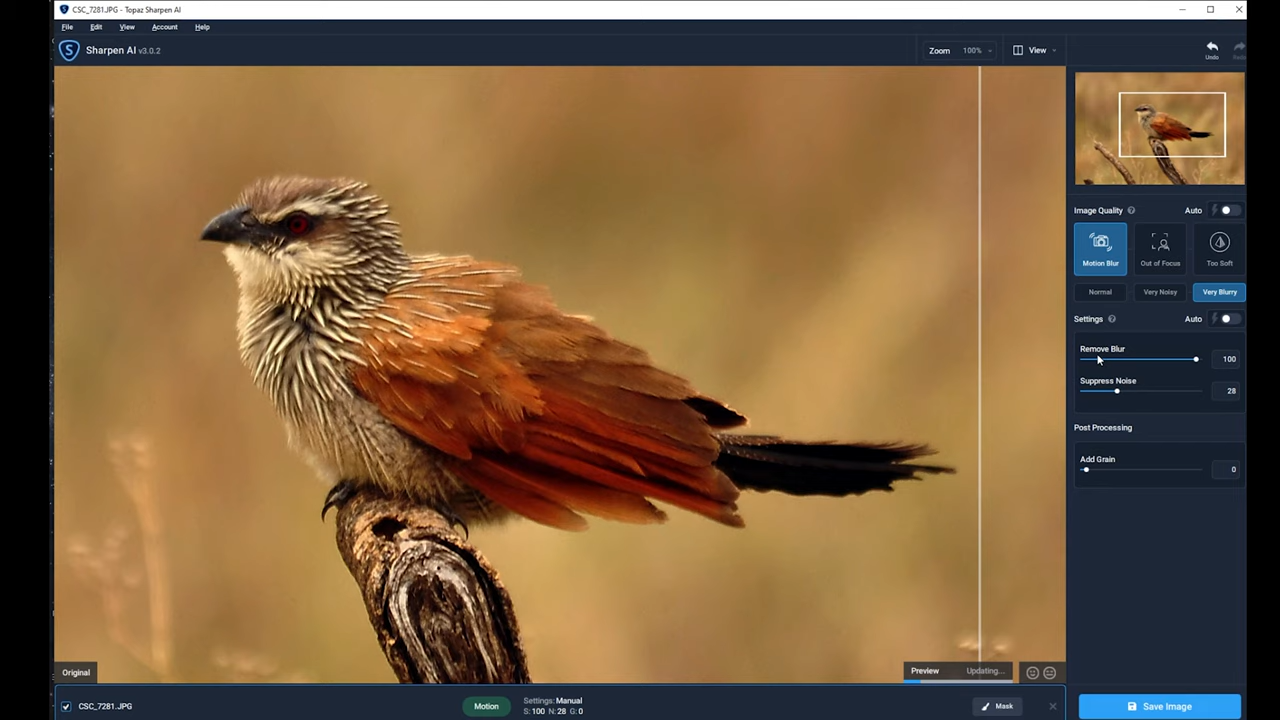 CSC_7281.JPG - Topaz Sharpen AI
File Edit View Account Help
S Sharpen AI v3.0.2
Zoom 100% View
Undo
Redo
Image Quality ? Auto
Motion Blur Out of Focus Too Soft
Normal Very Noisy Very Blurry
Settings ? Auto
Remove Blur
100
Suppress Noise
28
Post Processing
Add Grain
0
Original
Preview Updating...
CSC_7281.JPG
Motion
Settings: Manual
S: 100 N: 28 G: 0
Mask
Save Image